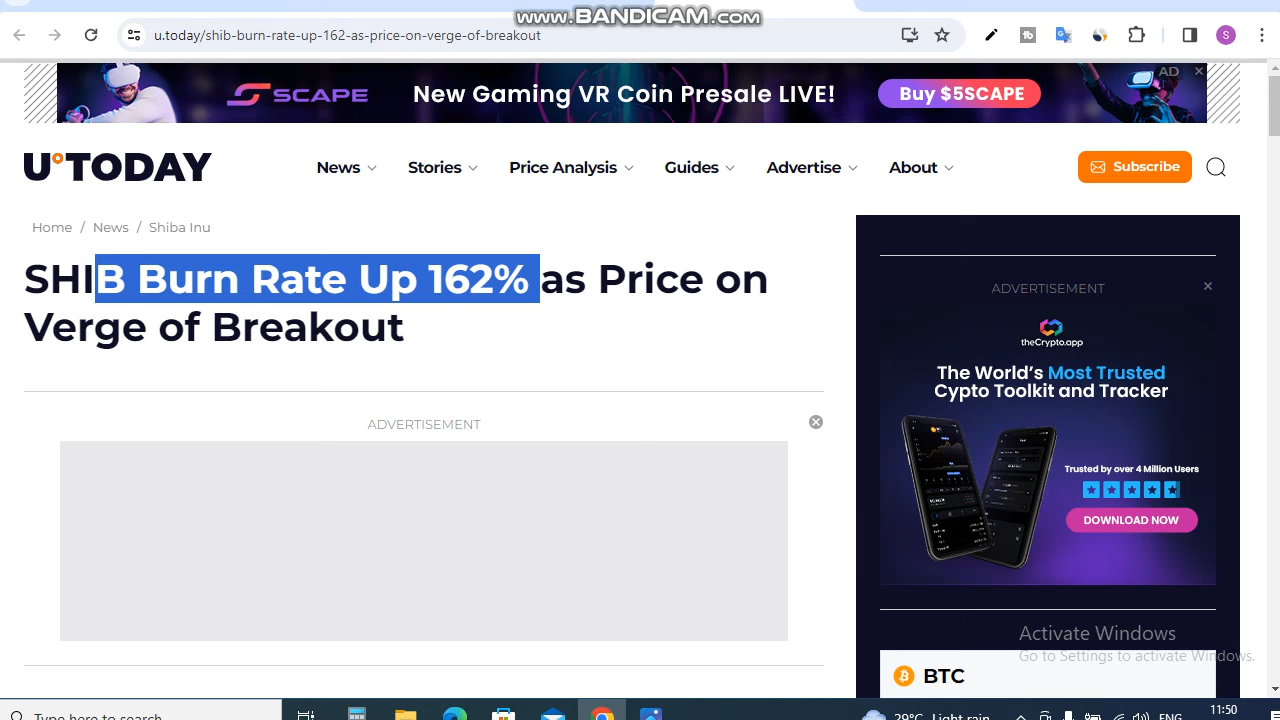 www.BANDICAM.com
u.today/shib-burn-rate-up-162-as-price-on-verge-of-breakout
S
AD
SCAPE
New Gaming VR Coin Presale LIVE!
Buy $5SCAPE
U TODAY
News
Stories
Price Analysis
Guides
Advertise
About
Subscribe
Home / News / Shiba Inu
SHIB Burn Rate Up 162% as Price on
Verge of Breakout
ADVERTISEMENT
ADVERTISEMENT
theCrypto.app
The World's Most Trusted
Cypto Toolkit and Tracker
Trusted by over 4 Million Users
DOWNLOAD NOW
BTC
Activate Windows
Go to Settings to activate Windows.
Type here to search
29°C Light rain
ENG
11:50